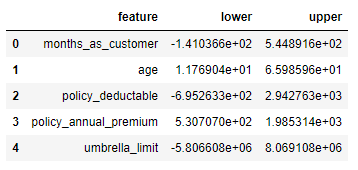 feature lower upper
0 months_as_customer -1.410366e+02 5.448916e+02
1 age 1.176904e+01 6.598596e+01
2 policy_deductable -6.952633e+02 2.942763e+03
3 policy_annual_premium 5.307070e+02 1.985314e+03
4 umbrella_limit -5.806608e+06 8.069108e+06